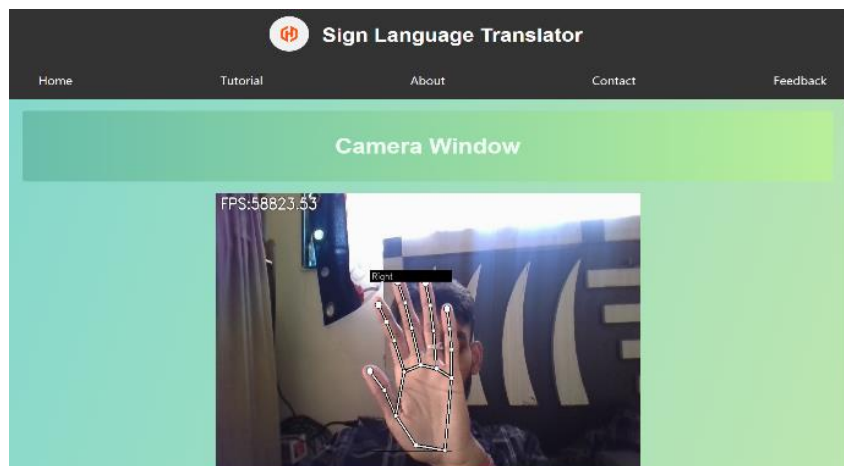 Sign Language Translator
Home Tutorial About Contact Feedback
Camera Window
FPS:58823.53
Right